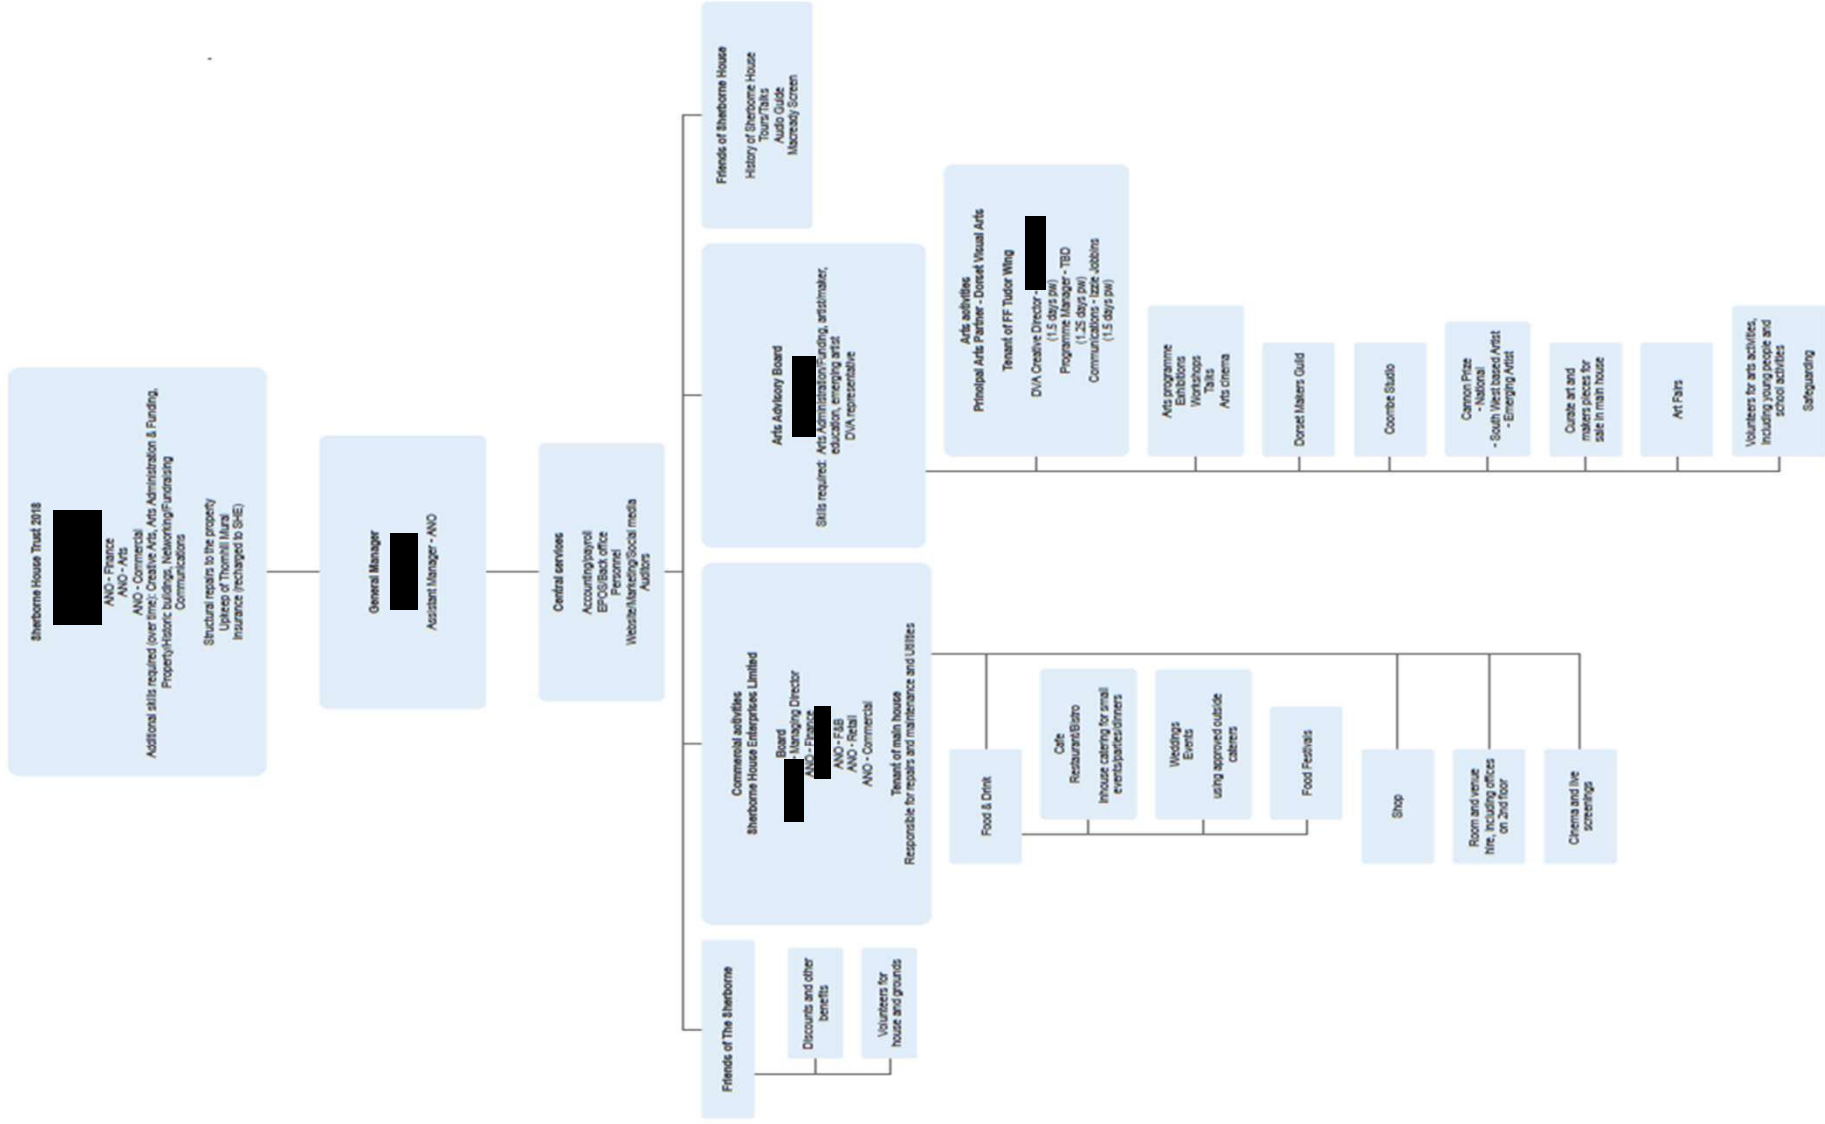 Sherborne House Trust 2018
ANO - Finance
ANO - Arts
ANO - Commercial
Additional skills required (over time): Creative Arts, Arts Administration & Funding,
Property/Historic buildings, Networking/Fundraising
Communications
Structural repairs to the property
Upkeep of Thornhill Mural
Insurance (recharged to SHE)
General Manager
Assistant Manager - ANO
Central services
Accounting/payrol
EPOS/Back office
Personnel
Website/Marketing/Social media
Auditors
Friends of The Sherborne
Discounts and other
benefits
Volunteers for
house and grounds
Commercial activities
Sherborne House Enterprises Limited
Board
- Managing Director
ANO - Finance
ANO - F&B
ANO - Retail
ANO - Commercial
Tenant of main house
Responsible for repairs and maintenance and Utilities
Food & Drink
Cafe
Restaurant/Bistro
Inhouse catering for small
events/parties/dinners
Weddings
Events
using approved outside
caterers
Food Festivals
Shop
Room and venue
hire, including offices
on 2nd floor
Cinema and live
screenings
Arts Advisory Board
Skills required: Arts Administration/Funding, artist/maker,
education, emerging artist
DVA representative
Arts activities
Principal Arts Partner - Dorset Visual Arts
Tenant of FF Tudor Wing
DVA Creative Director -
(1.5 days pw)
Programme Manager - TBD
(1.25 days pw)
Communications - Izzie Jobbins
(1.5 days pw)
Arts programme
Exhibitions
Workshops
Talks
Arts cinema
Dorset Makers Guild
Coombe Studio
Cannon Prize
- National
- South West based Artist
- Emerging Artist
Curate art and
makers pieces for
sale in main house
Art Fairs
Volunteers for arts activities,
including young people and
school activities
Safeguarding
Friends of Sherborne House
History of Sherborne House
Tours/Talks
Audio Guide
Macready Screen